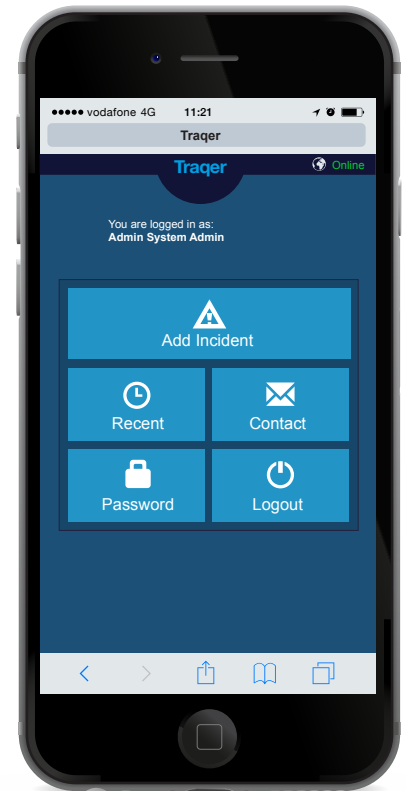 vodafone 4G 11:21
Traqer
Traqer Online
You are logged in as:
Admin System Admin
Add Incident
Recent Contact
Password Logout